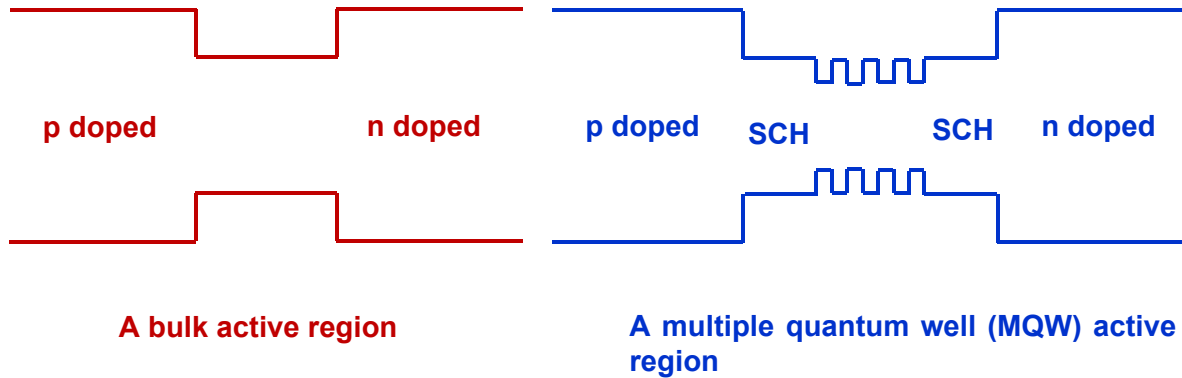 p doped
n doped
p doped
SCH
SCH
n doped
A bulk active region
A multiple quantum well (MQW) active
region